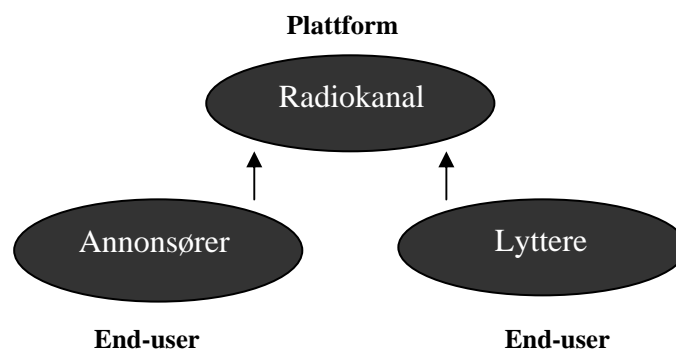 Plattform
Radiokanal
Annonsører
Lyttere
End-user
End-user